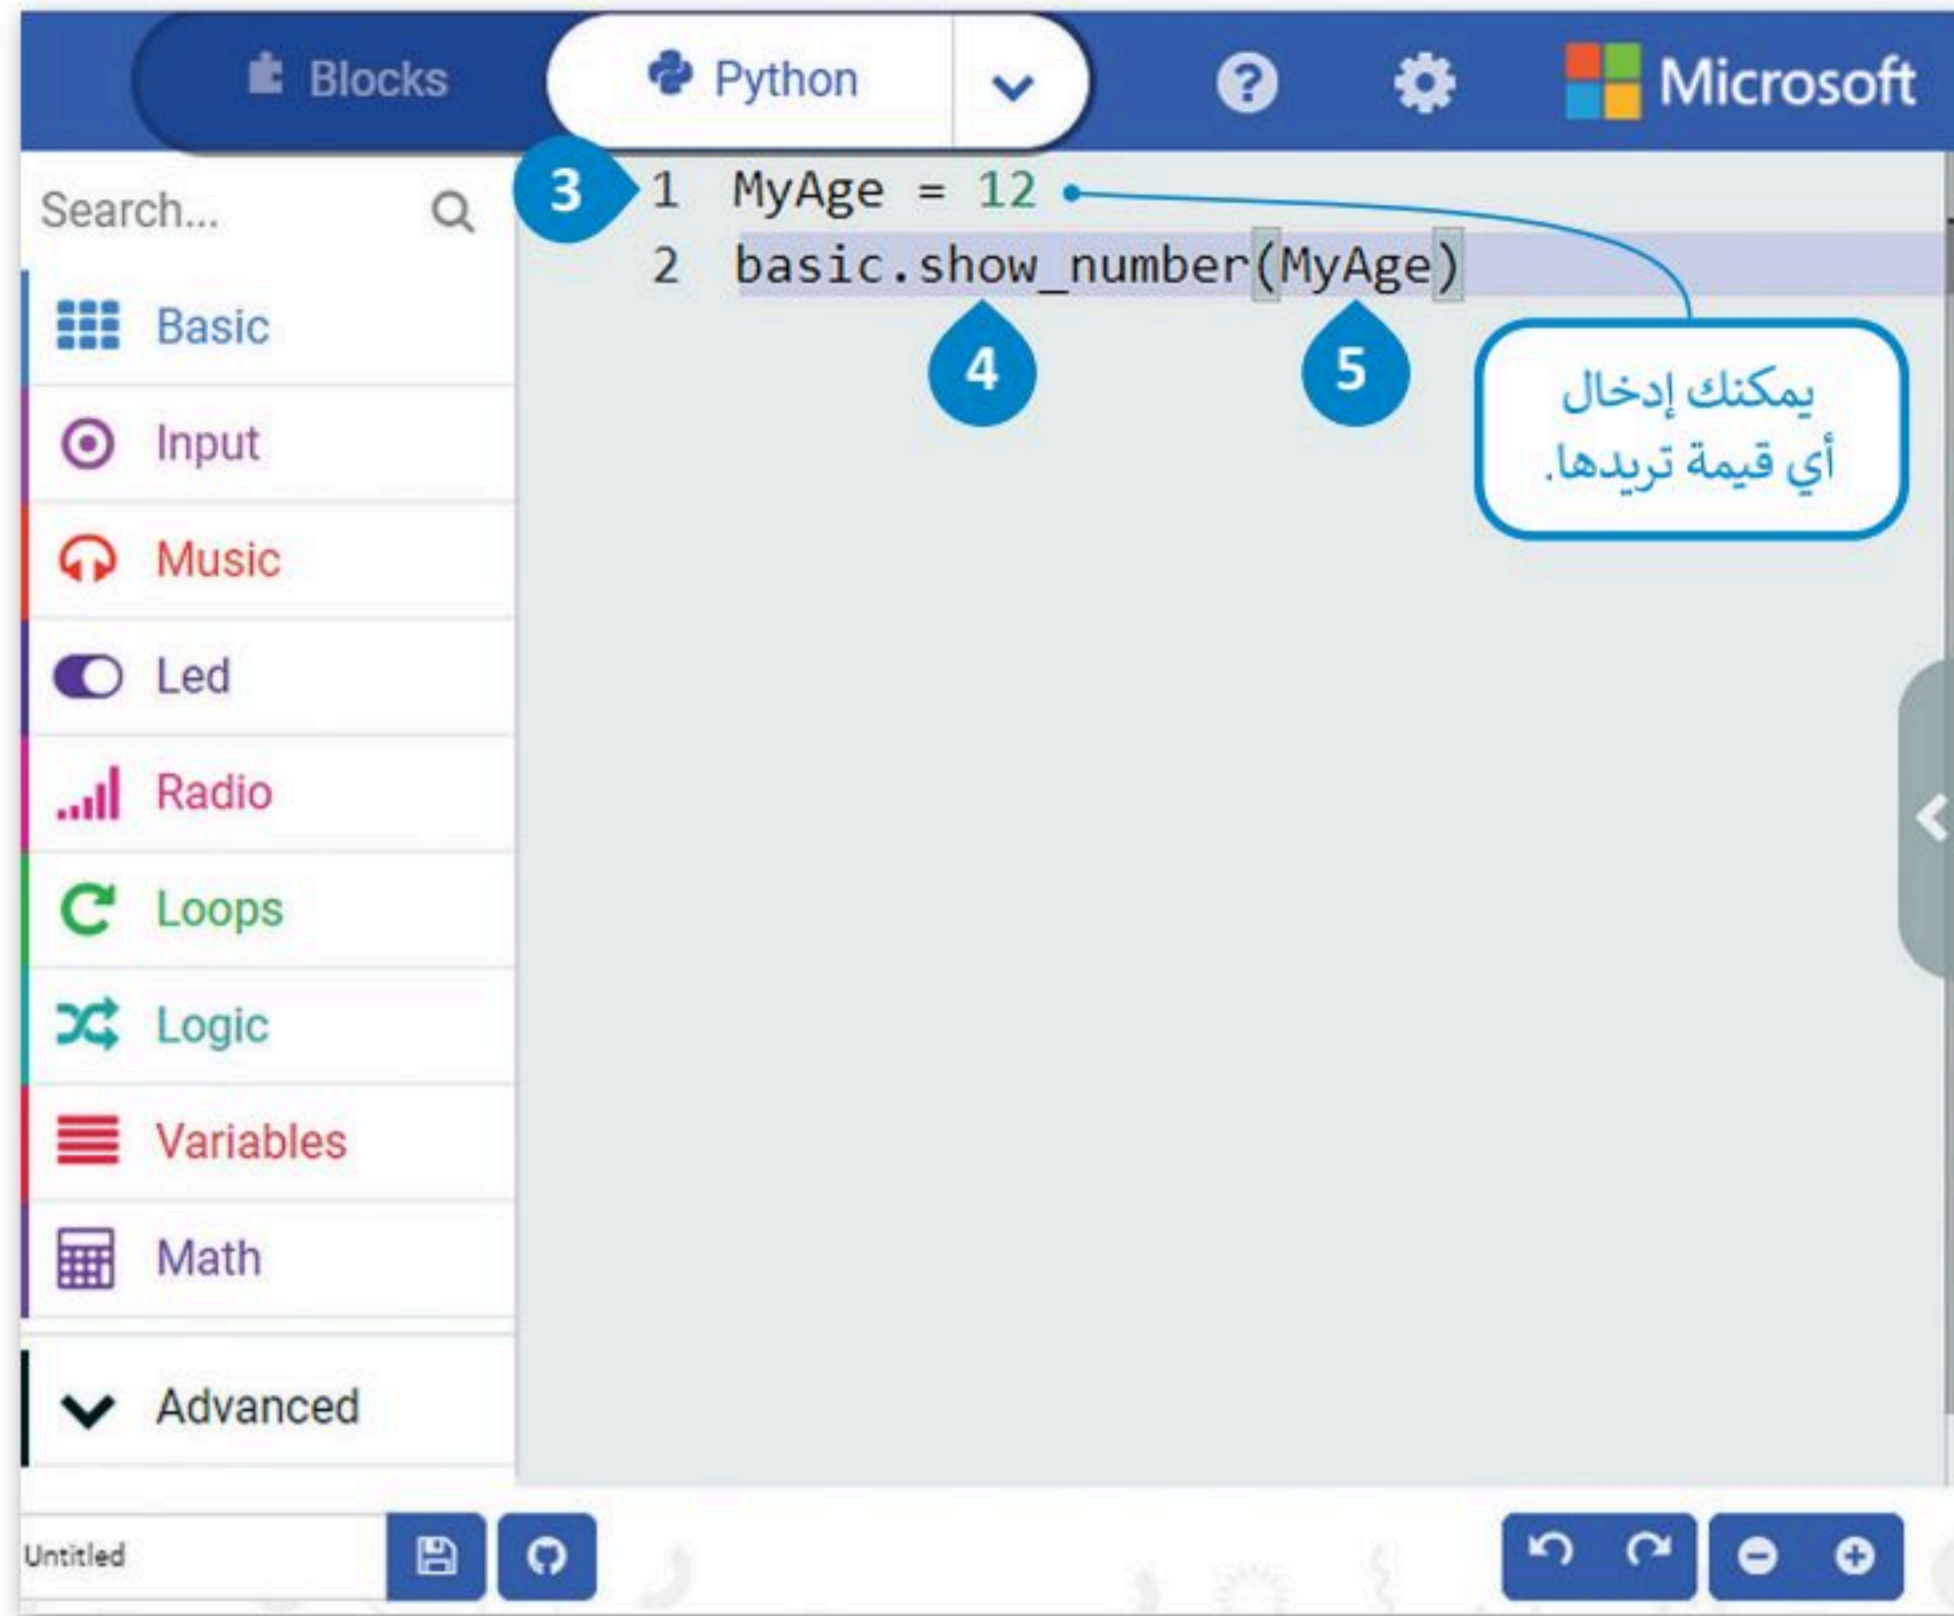 Blocks
Python
Microsoft
Search...
3
1 MyAge = 12
2 basic.show_number(MyAge)
4
5
يمكنك إدخال
أي قيمة تريدها.
Basic
Input
Music
Led
Radio
Loops
Logic
Variables
Math
Advanced
Untitled